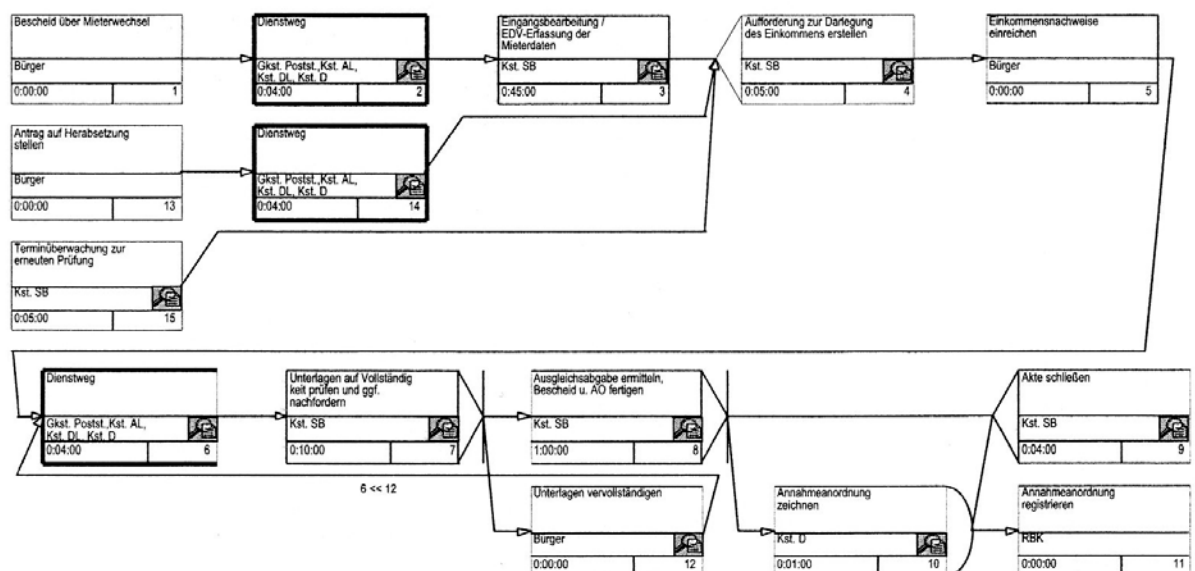 Bescheid über Mieterwechsel
Bürger
0:00:00 1
Dienstweg
Gkst. Postst.,Kst. AL,
Kst. DL, Kst. D
0:04:00 2
Eingangsbearbeitung /
EDV-Erfassung der
Mieterdaten
Kst. SB
0:45:00 3
Aufforderung zur Darlegung
des Einkommens erstellen
Kst. SB
0:05:00 4
Einkommensnachweise
einreichen
Bürger
0:00:00 5
Antrag auf Herabsetzung
stellen
Bürger
0:00:00 13
Dienstweg
Gkst. Postst.,Kst. AL,
Kst. DL, Kst. D
0:04:00 14
Terminüberwachung zur
erneuten Prüfung
Kst. SB
0:05:00 15
Dienstweg
Gkst. Postst.,Kst. AL,
Kst. DL, Kst. D
0:04:00 6
Unterlagen auf Vollständig
keit prüfen und ggf.
nachfordern
Kst. SB
0:10:00 7
Ausgleichsabgabe ermitteln,
Bescheid u. AO fertigen
Kst. SB
1:00:00 8
Akte schließen
Kst. SB
0:04:00 9
6 << 12
Unterlagen vervollständigen
Bürger
0:00:00 12
Annahmeanordnung
zeichnen
Kst. D
0:01:00 10
Annahmeanordnung
registrieren
RBK
0:00:00 11